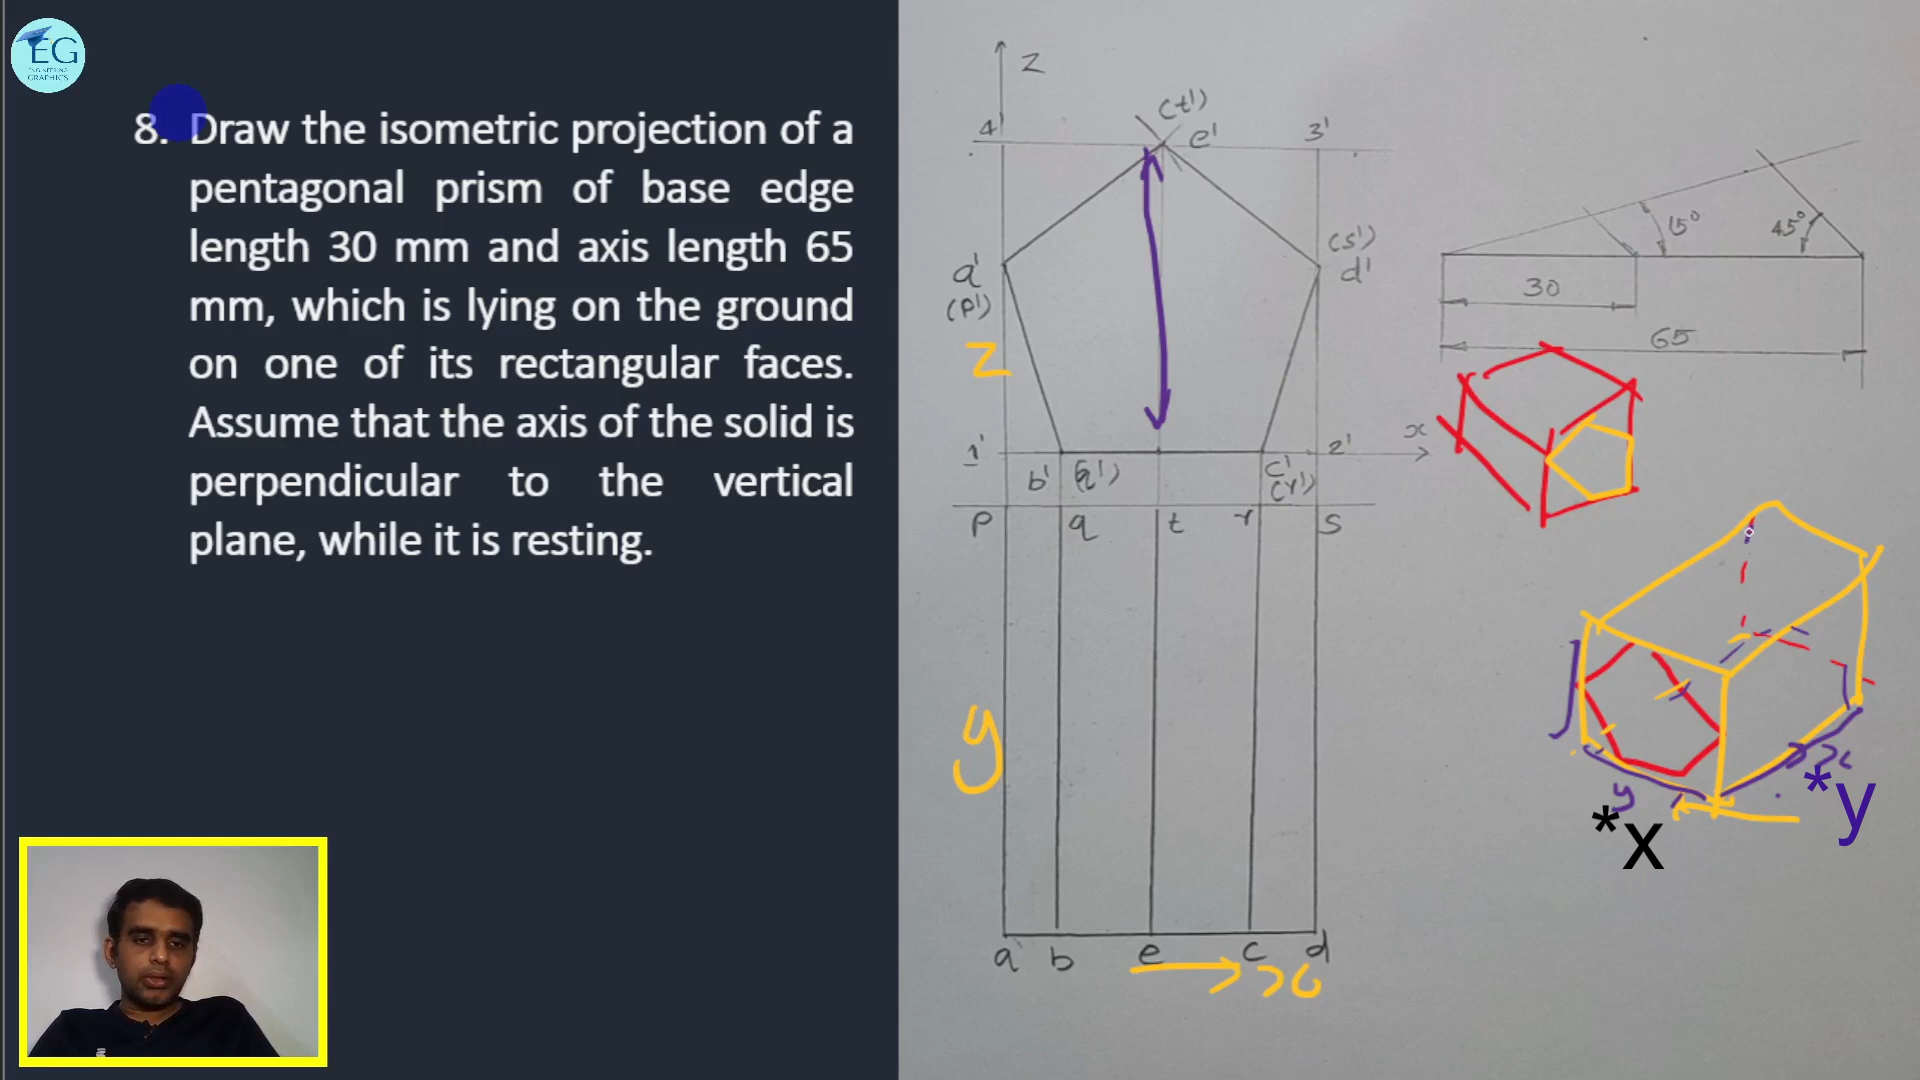 EG
ENGINEERING
GRAPHICS
8. Draw the isometric projection of a
pentagonal prism of base edge
length 30 mm and axis length 65
mm, which is lying on the ground
on one of its rectangular faces.
Assume that the axis of the solid is
perpendicular to the vertical
plane, while it is resting.
z
(t')
4'
e'
3'
15°
45°
(s')
a'
d'
(p')
30
z
65
x
1'
2'
b'
(q')
c'
(r')
p
q
t
r
s
y
x
y
*y
*x
a
b
e
c
d
x